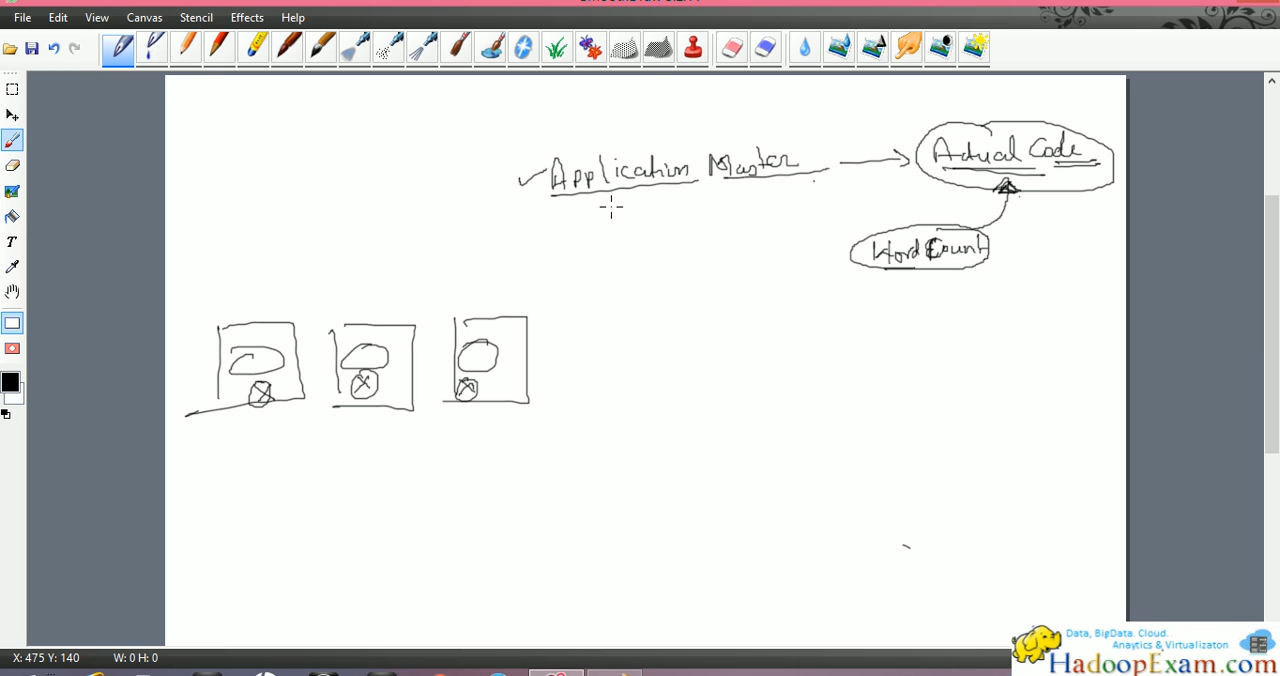 File Edit View Canvas Stencil Effects Help
Application Master
Actual Code
Word Count
T
X: 475 Y: 140 W: 0 H: 0
Data, BigData. Cloud.
Anaytics & Virtualizaton
HadoopExam.com